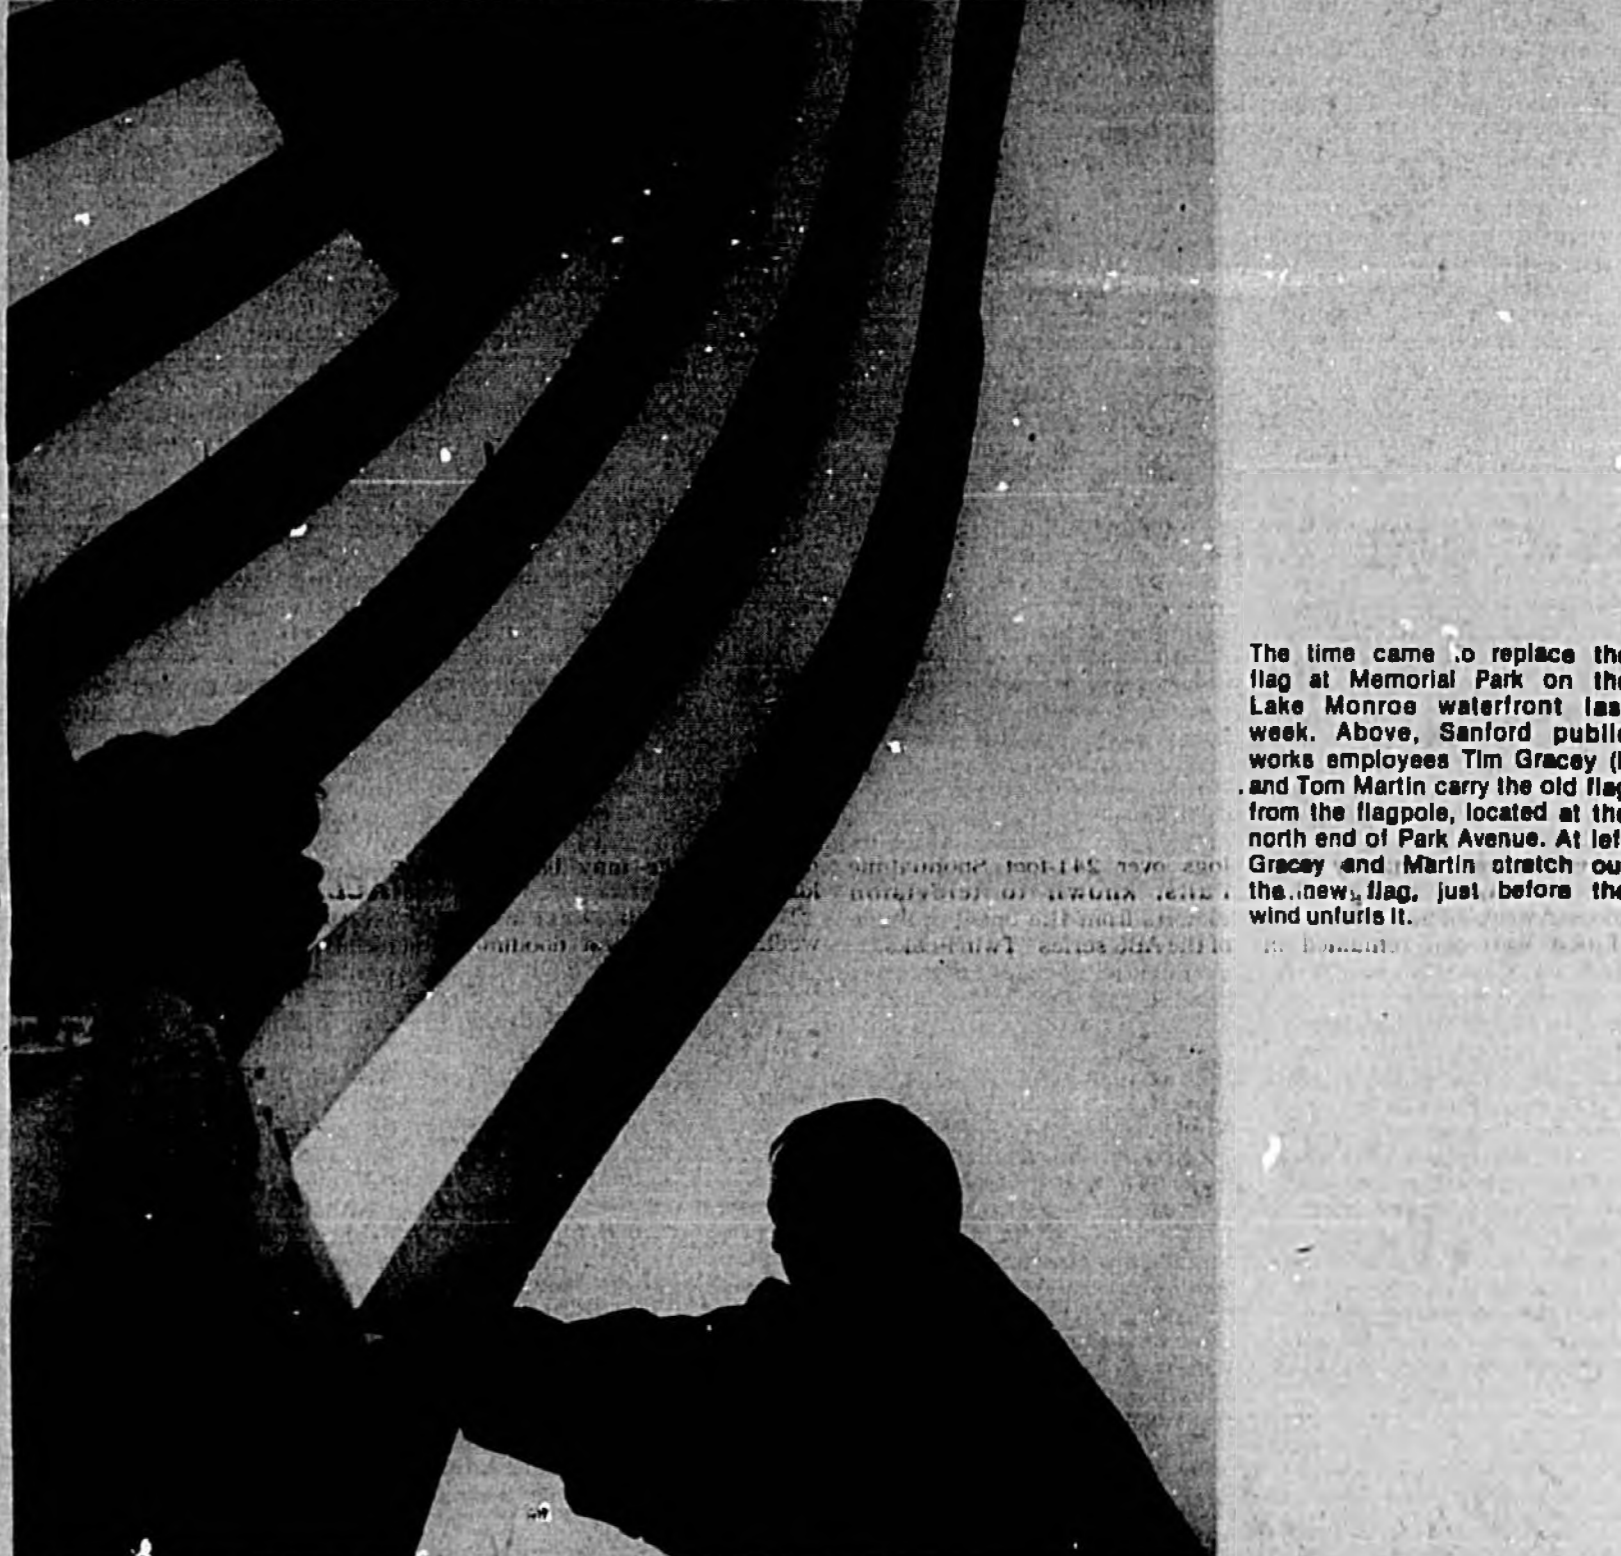 The time came to replace the
flag at Memorial Park on the
Lake Monroe waterfront las
week. Above, Sanford public
works employees Tim Gracey (l
and Tom Martin carry the old flag
from the flagpole, located at the
north end of Park Avenue. At left
Gracey and Martin stretch out
the new flag, just before the
wind unfurls it.